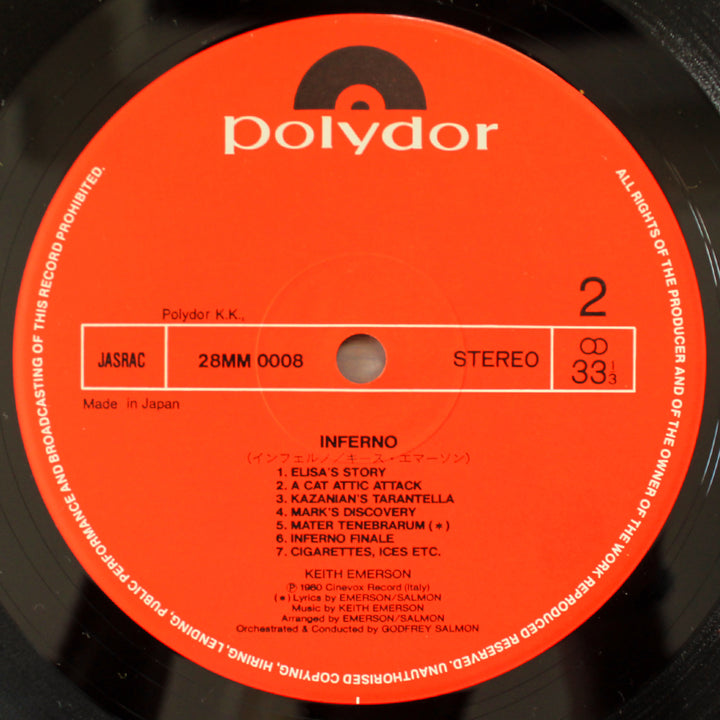 polydor
2
Polydor K.K.,
JASRAC
28MM 0008
STEREO
33 1/3
Made in Japan
INFERNO
(インフェルノ/キース・エマーソン)
1. ELISA'S STORY
2. A CAT ATTIC ATTACK
3. KAZANIAN'S TARANTELLA
4. MARK'S DISCOVERY
5. MATER TENEBRARUM (*)
6. INFERNO FINALE
7. CIGARETTES, ICES ETC.
KEITH EMERSON
Ⓟ 1980 Cinevox Record (Italy)
(*) Lyrics by EMERSON/SALMON
Music by KEITH EMERSON
Arranged by EMERSON/SALMON
Orchestrated & Conducted by GODFREY SALMON
ALL RIGHTS OF THE PRODUCER AND OF THE OWNER OF THE WORK REPRODUCED RESERVED. UNAUTHORISED COPYING, HIRING, LENDING, PUBLIC PERFORMANCE AND BROADCASTING OF THIS RECORD PROHIBITED.